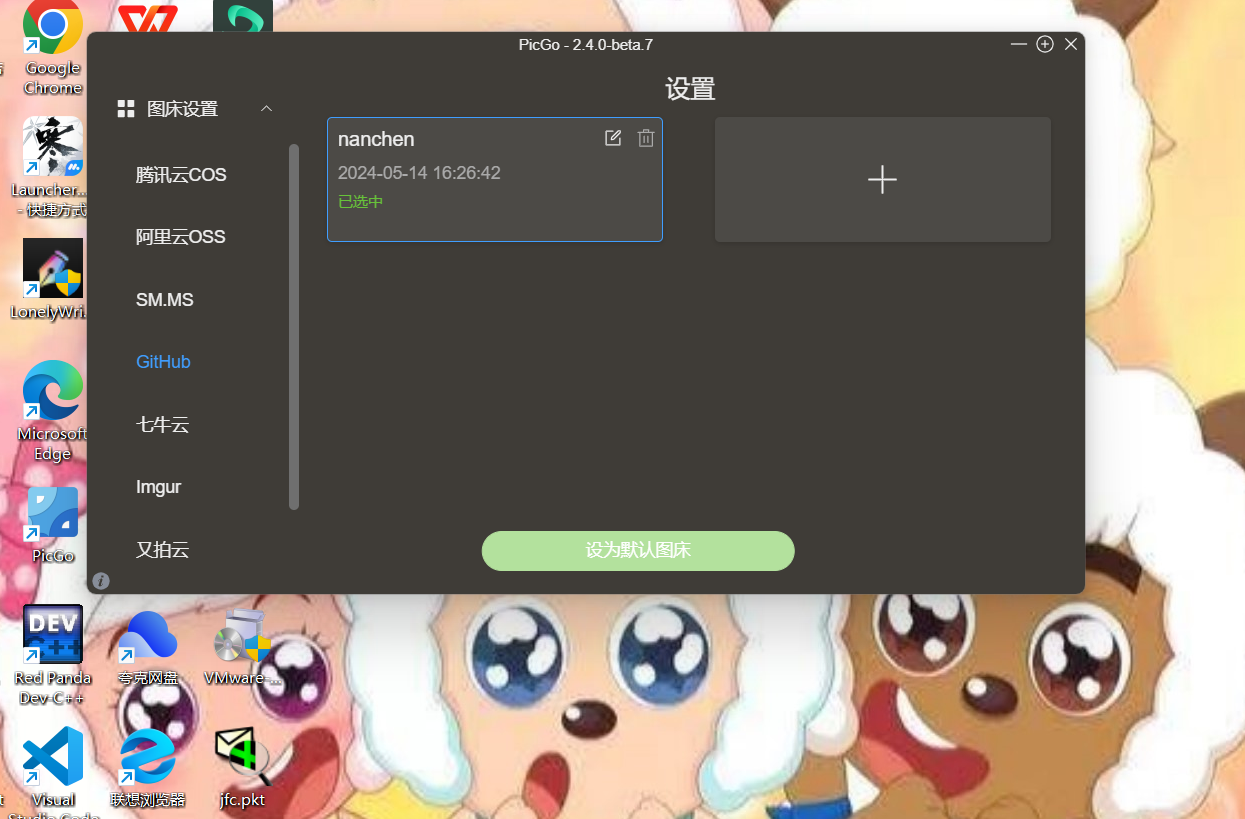 PicGo - 2.4.0-beta.7
设置
图床设置
腾讯云COS
阿里云OSS
SM.MS
GitHub
七牛云
Imgur
又拍云
nanchen
2024-05-14 16:26:42
已选中
设为默认图床
Google
Chrome
Launcher...
- 快捷方式
LonelyWri...
Microsoft
Edge
PicGo
DEV
C++
Red Panda
Dev-C++
夸克网盘
VMware-...
Visual
Studio Code
联想浏览器
jfc.pkt